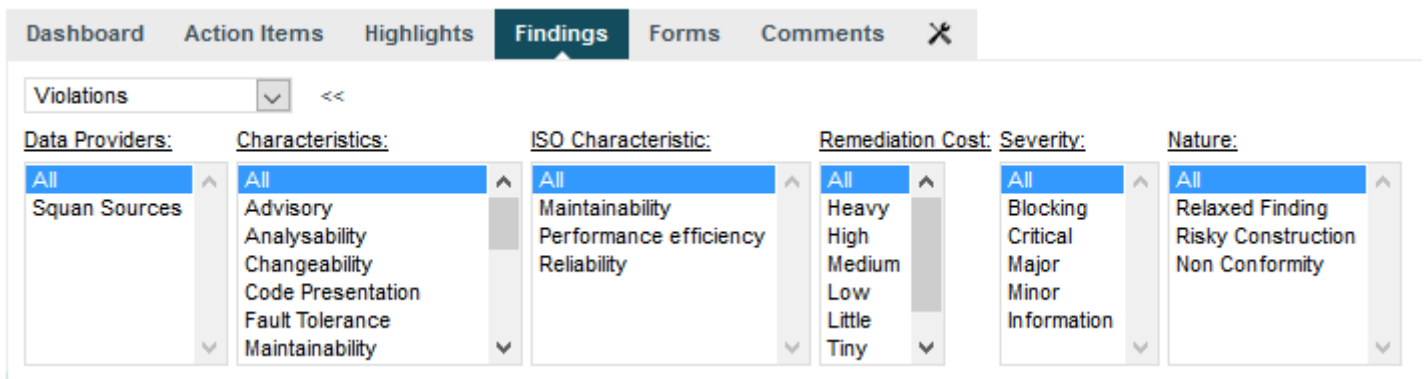 Dashboard Action Items Highlights Findings Forms Comments
Violations <<
Data Providers: Characteristics: ISO Characteristic: Remediation Cost: Severity: Nature:
All All All All All All
Squan Sources Advisory Maintainability Heavy Blocking Relaxed Finding
Analysability Performance efficiency High Critical Risky Construction
Changeability Reliability Medium Major Non Conformity
Code Presentation Low Minor
Fault Tolerance Little Information
Maintainability Tiny